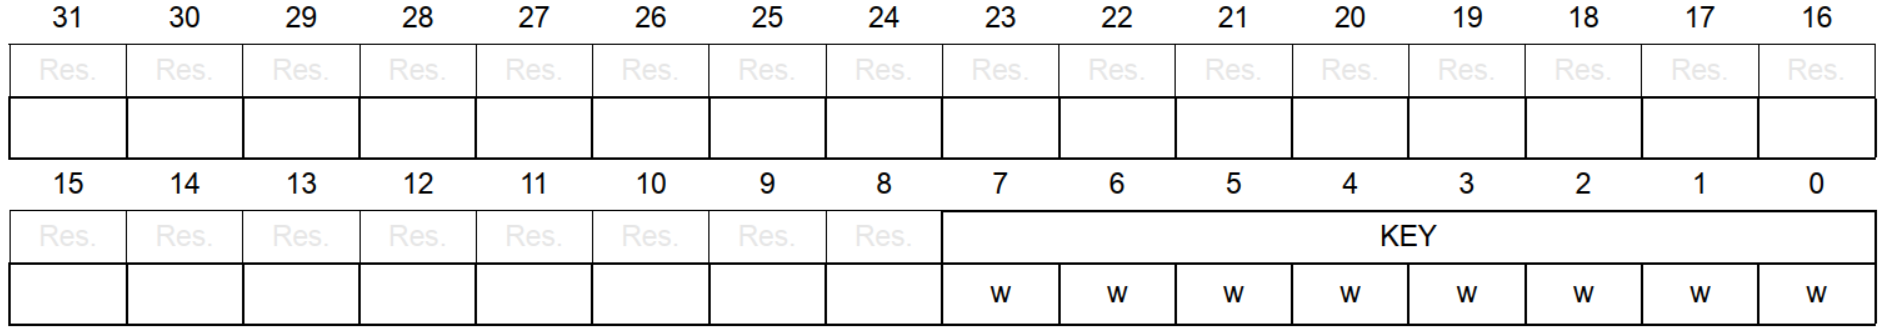 31 30 29 28 27 26 25 24 23 22 21 20 19 18 17 16
Res. Res. Res. Res. Res. Res. Res. Res. Res. Res. Res. Res. Res. Res. Res. Res.
15 14 13 12 11 10 9 8 7 6 5 4 3 2 1 0
Res. Res. Res. Res. Res. Res. Res. Res. KEY
w w w w w w w w